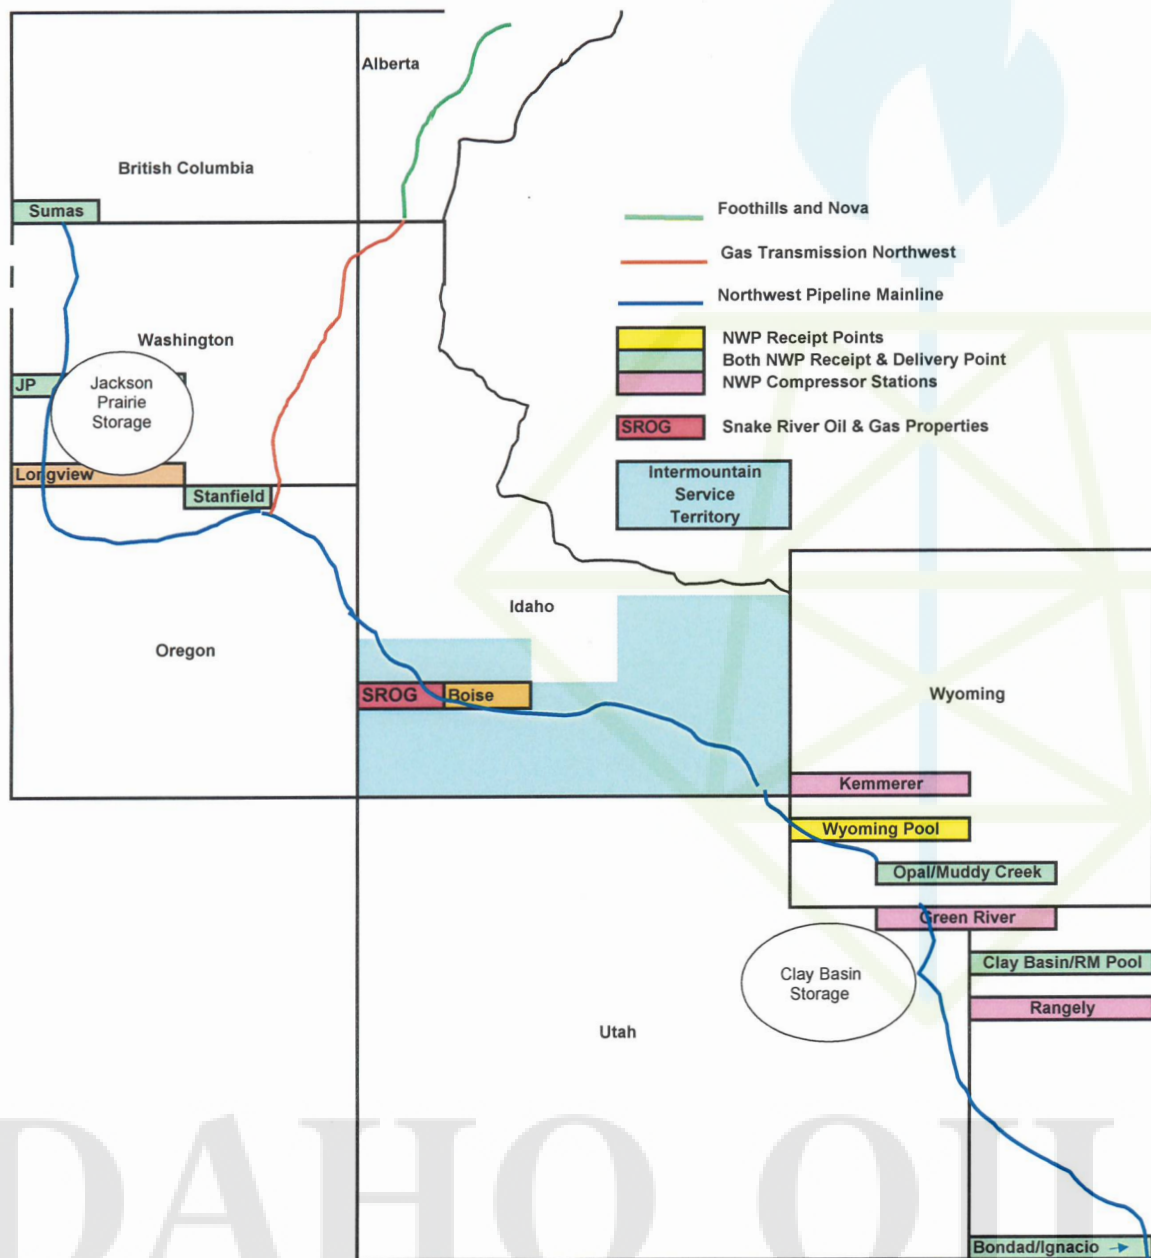 Alberta
British Columbia
Sumas
Foothills and Nova
Gas Transmission Northwest
Northwest Pipeline Mainline
Washington
NWP Receipt Points
Both NWP Receipt & Delivery Point
NWP Compressor Stations
JP
Jackson
Prairie
Storage
SROG
Snake River Oil & Gas Properties
Longview
Stanfield
Intermountain
Service
Territory
Idaho
Oregon
SROG
Boise
Wyoming
Kemmerer
Wyoming Pool
Opal/Muddy Creek
Green River
Clay Basin/RM Pool
Clay Basin
Storage
Rangely
Utah
Bondad/Ignacio